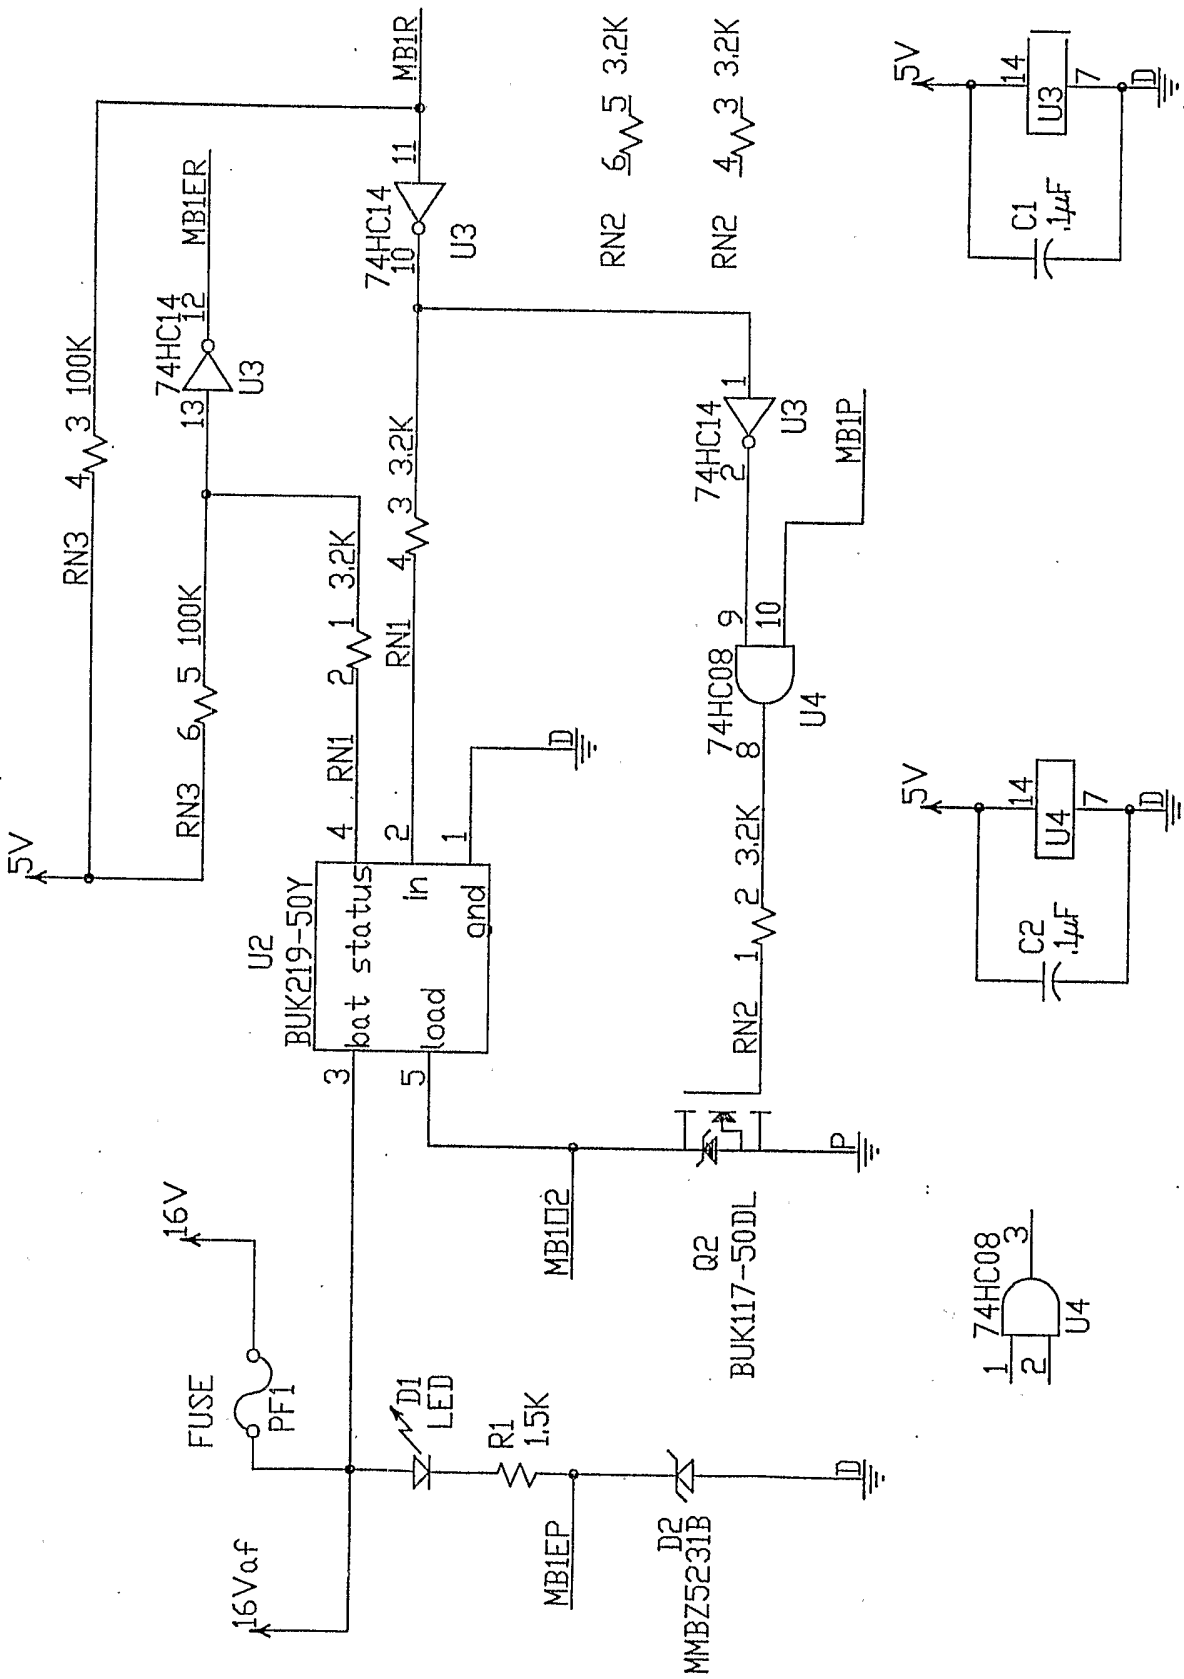 16Vaf
FUSE
PF1
16V
D1
LED
R1
1.5K
MB1EP
D2
MMBZ5231B
D
5V
RN3 4 3 100K
RN3 6 5 100K
13
74HC14
12
U3
MB1ER
U2
BUK219-50Y
3
bat status
4
RN1 2 1 3.2K
5
load
in
2
RN1 4 3 3.2K
gnd
1
D
74HC14
10
11
U3
MB1R
MB1O2
Q2
BUK117-50DL
P
RN2 1 2 3.2K
74HC08
8
9
10
U4
74HC14
2
1
U3
MB1P
RN2 6 5 3.2K
RN2 4 3 3.2K
1
2
74HC08
3
U4
C2
.1µF
5V
14
U4
7
D
C1
.1µF
5V
14
U3
7
D